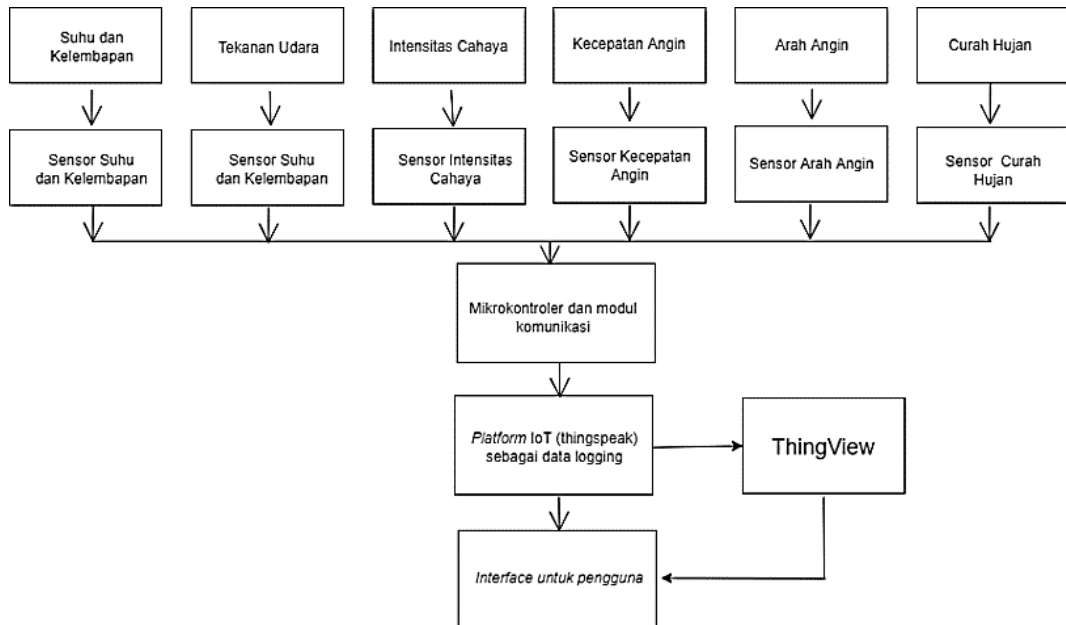 Suhu dan
Kelembapan
Tekanan Udara
Intensitas Cahaya
Kecepatan Angin
Arah Angin
Curah Hujan
Sensor Suhu
dan Kelembapan
Sensor Suhu
dan Kelembapan
Sensor Intensitas
Cahaya
Sensor Kecepatan
Angin
Sensor Arah Angin
Sensor Curah
Hujan
Mikrokontroler dan modul
komunikasi
Platform IoT (thingspeak)
sebagai data logging
ThingView
Interface untuk pengguna